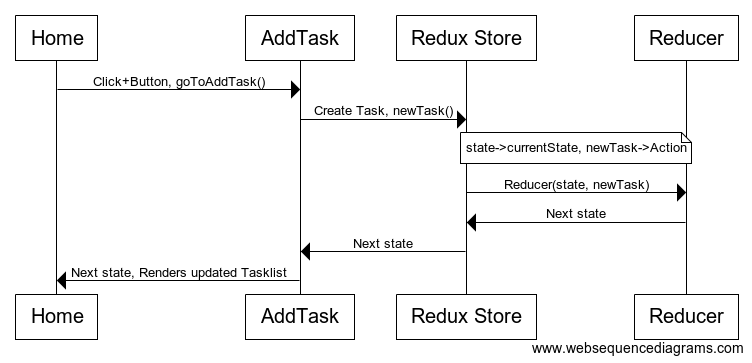 Home AddTask Redux Store Reducer
Click+Button, goToAddTask()
Create Task, newTask()
state->currentState, newTask->Action
Reducer(state, newTask)
Next state
Next state
Next state, Renders updated Tasklist
Home AddTask Redux Store Reducer
www.websequencediagrams.com